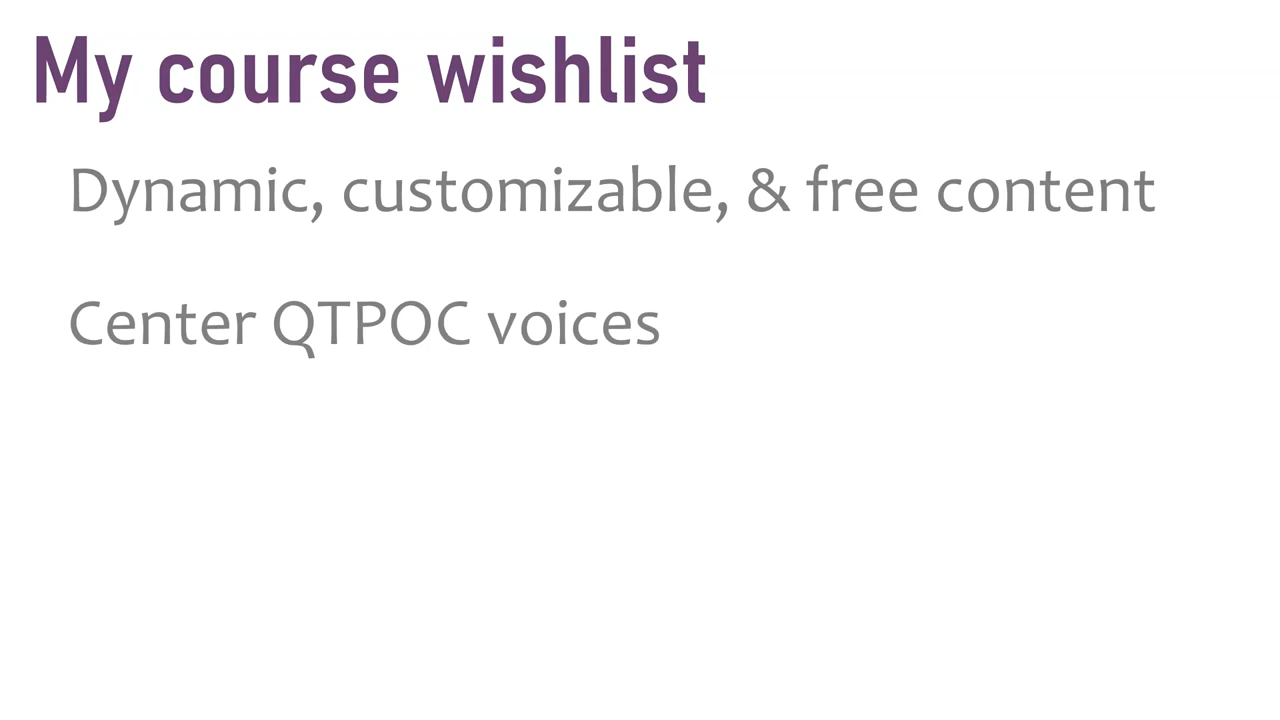 My course wishlist
Dynamic, customizable, & free content
Center QTPOC voices